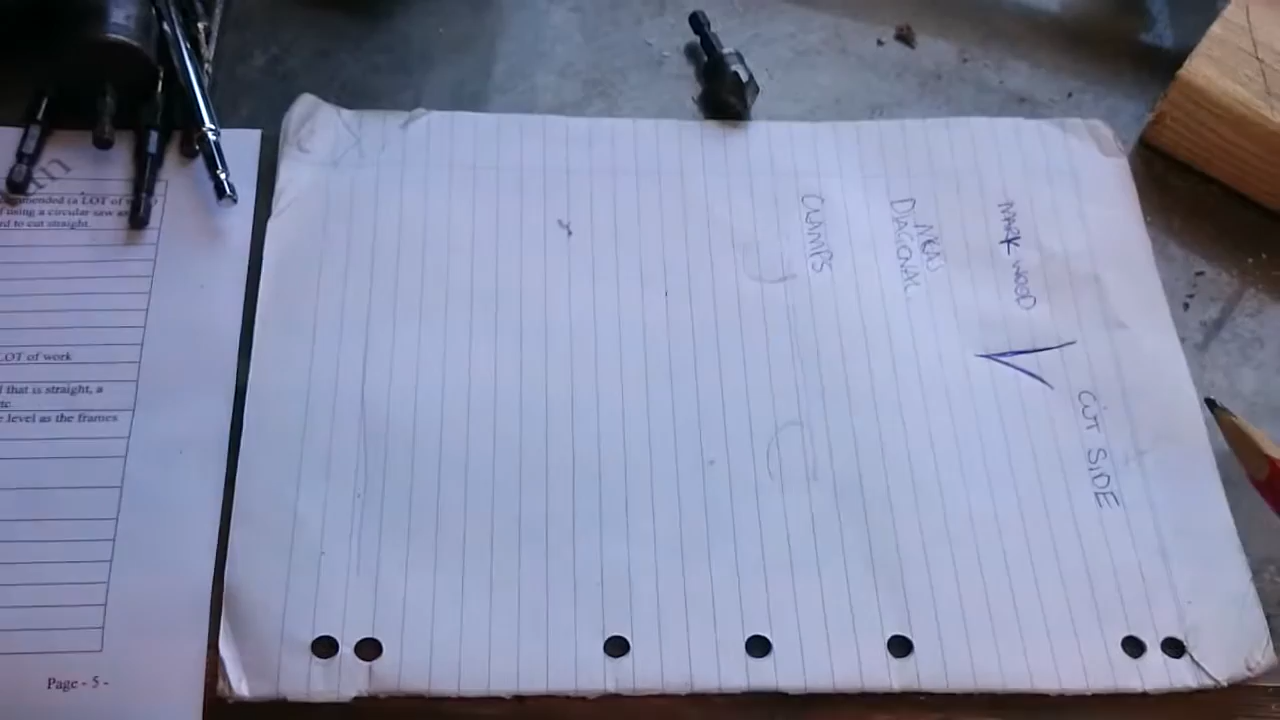 CUT SIDE
MARK WOOD
MEAS
DIAGONAL
CLAMPS
(a LOT of
f using a circular saw
rd to cut straight.
LOT of work
that is straight, a
e level as the frames
Page - 5 -